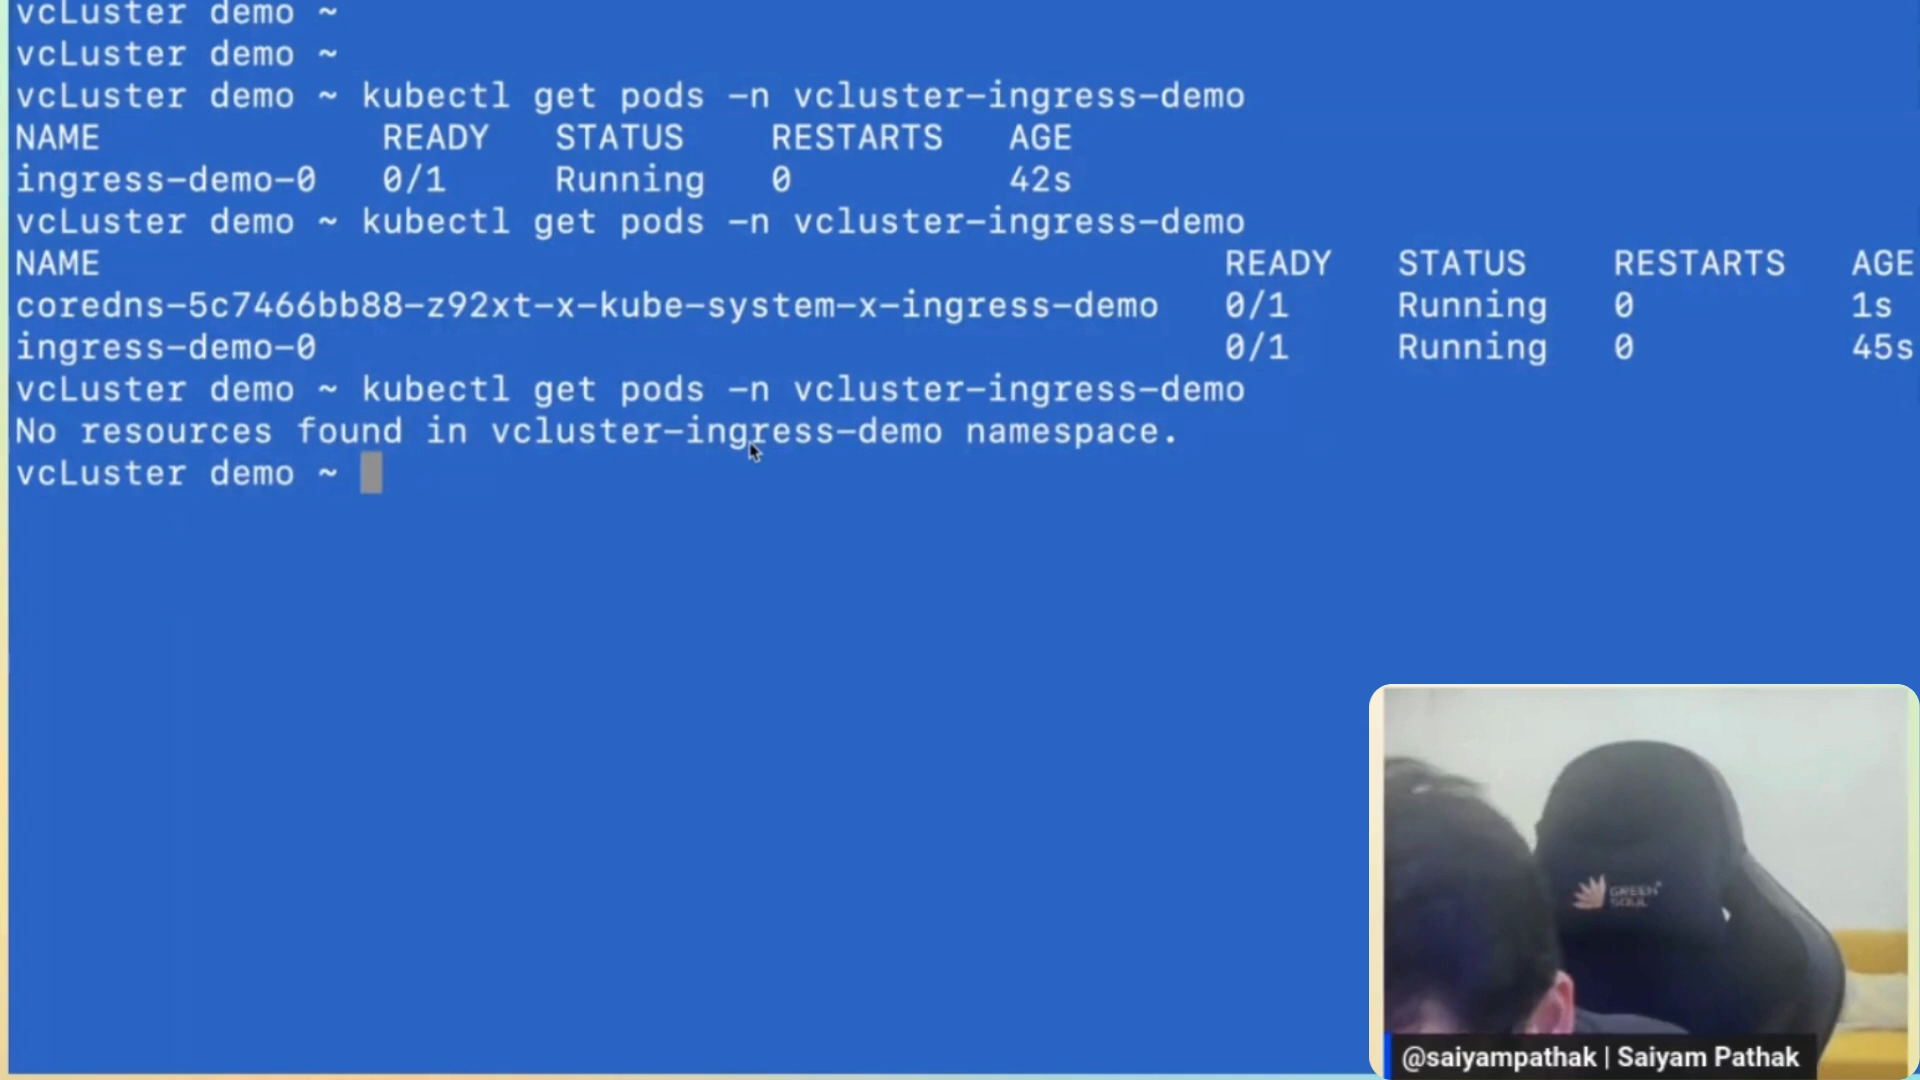 vcLuster demo ~
vcLuster demo ~
vcLuster demo ~ kubectl get pods -n vcluster-ingress-demo
NAME READY STATUS RESTARTS AGE
ingress-demo-0 0/1 Running 0 42s
vcLuster demo ~ kubectl get pods -n vcluster-ingress-demo
NAME READY STATUS RESTARTS AGE
coredns-5c7466bb88-z92xt-x-kube-system-x-ingress-demo 0/1 Running 0 1s
ingress-demo-0 0/1 Running 0 45s
vcLuster demo ~ kubectl get pods -n vcluster-ingress-demo
No resources found in vcluster-ingress-demo namespace.
vcLuster demo ~
GREEN
SOUL
@saiyampathak | Saiyam Pathak